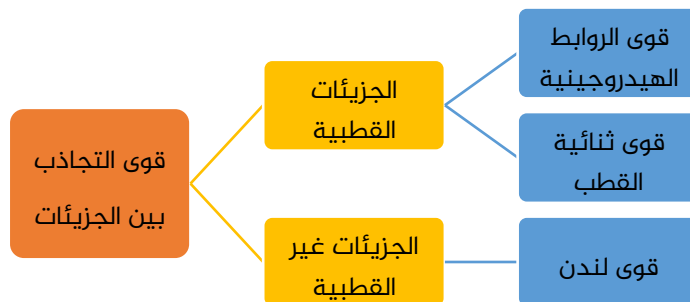 قوى التجاذب
بين الجزيئات
الجزيئات
القطبية
قوى الروابط
الهيدروجينية
قوى ثنائية
القطب
الجزيئات غير
القطبية
قوى لندن